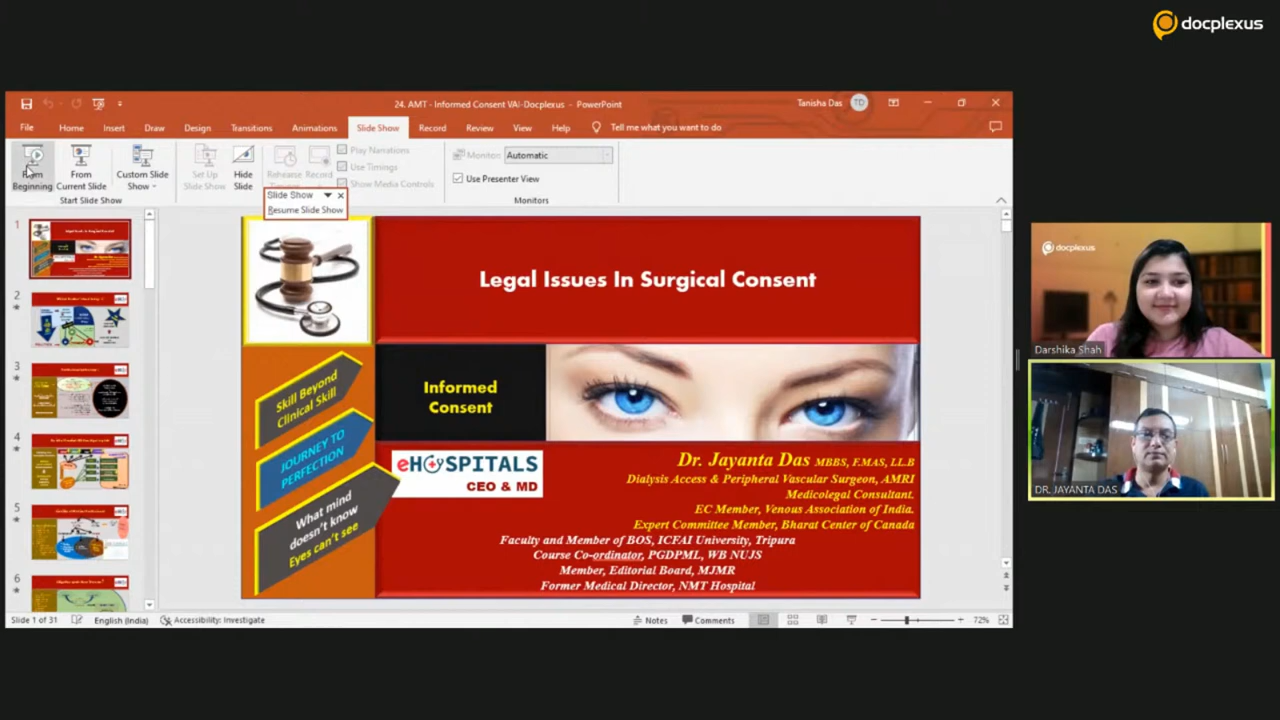 docplexus
24. AMT - Informed Consent VAI-Docplexus - PowerPoint
Tanisha Das TD
File Home Insert Draw Design Transitions Animations Slide Show Record Review View Help Tell me what you want to do
From Beginning
From Current Slide
Custom Slide Show
Set Up Slide Show
Hide Slide
Rehearse
Record
Play Narrations
Use Timings
Show Media Controls
Monitor: Automatic
Use Presenter View
Start Slide Show
Monitors
Slide Show
Resume Slide Show
1
2
3
4
5
6
Legal Issues In Surgical Consent
Informed
Consent
Skill Beyond
Clinical Skill
JOURNEY TO
PERFECTION
What mind
doesn't know
Eyes can't see
eHOSPITALS
CEO & MD
Dr. Jayanta Das MBBS, F.MAS, LL.B
Dialysis Access & Peripheral Vascular Surgeon, AMRI
Medicolegal Consultant.
EC Member, Venous Association of India.
Expert Committee Member, Bharat Center of Canada
Faculty and Member of BOS, ICFAI University, Tripura
Course Co-ordinator, PGDPML, WB NUJS
Member, Editorial Board, MJMR
Former Medical Director, NMT Hospital
docplexus
Darshika Shah
DR. JAYANTA DAS
Slide 1 of 31 English (India) Accessibility: Investigate Notes Comments 72%